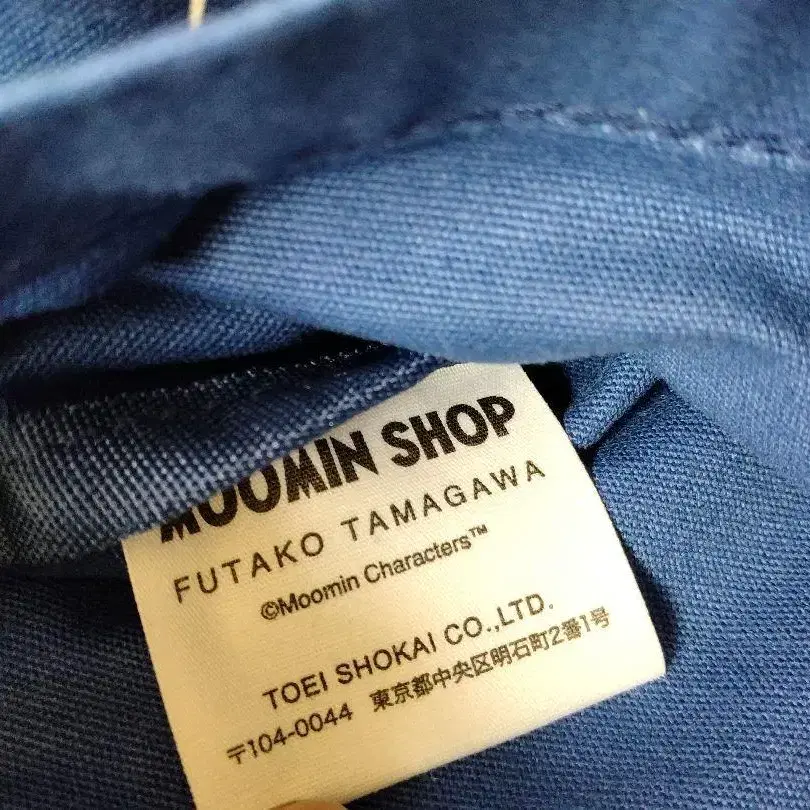 MOOMIN SHOP
FUTAKO TAMAGAWA
©Moomin Characters™
TOEI SHOKAI CO.,LTD.
〒104-0044 東京都中央区明石町2番1号